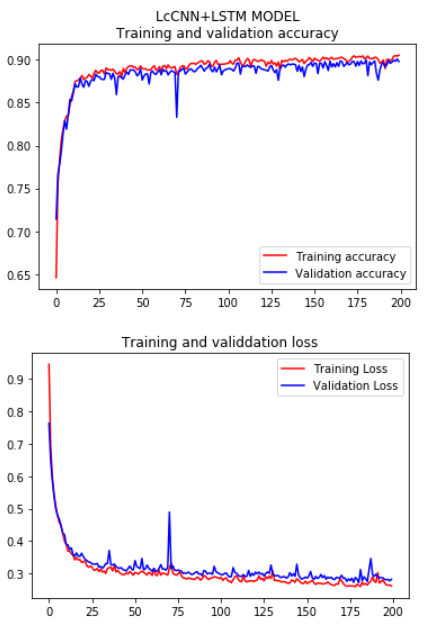 LcCNN+LSTM MODEL
Training and validation accuracy
0.90
0.85
0.80
0.75
0.70
0.65
Training accuracy
Validation accuracy
0 25 50 75 100 125 150 175 200
Training and validdation loss
Training Loss
Validation Loss
0.9
0.8
0.7
0.6
0.5
0.4
0.3
0 25 50 75 100 125 150 175 200